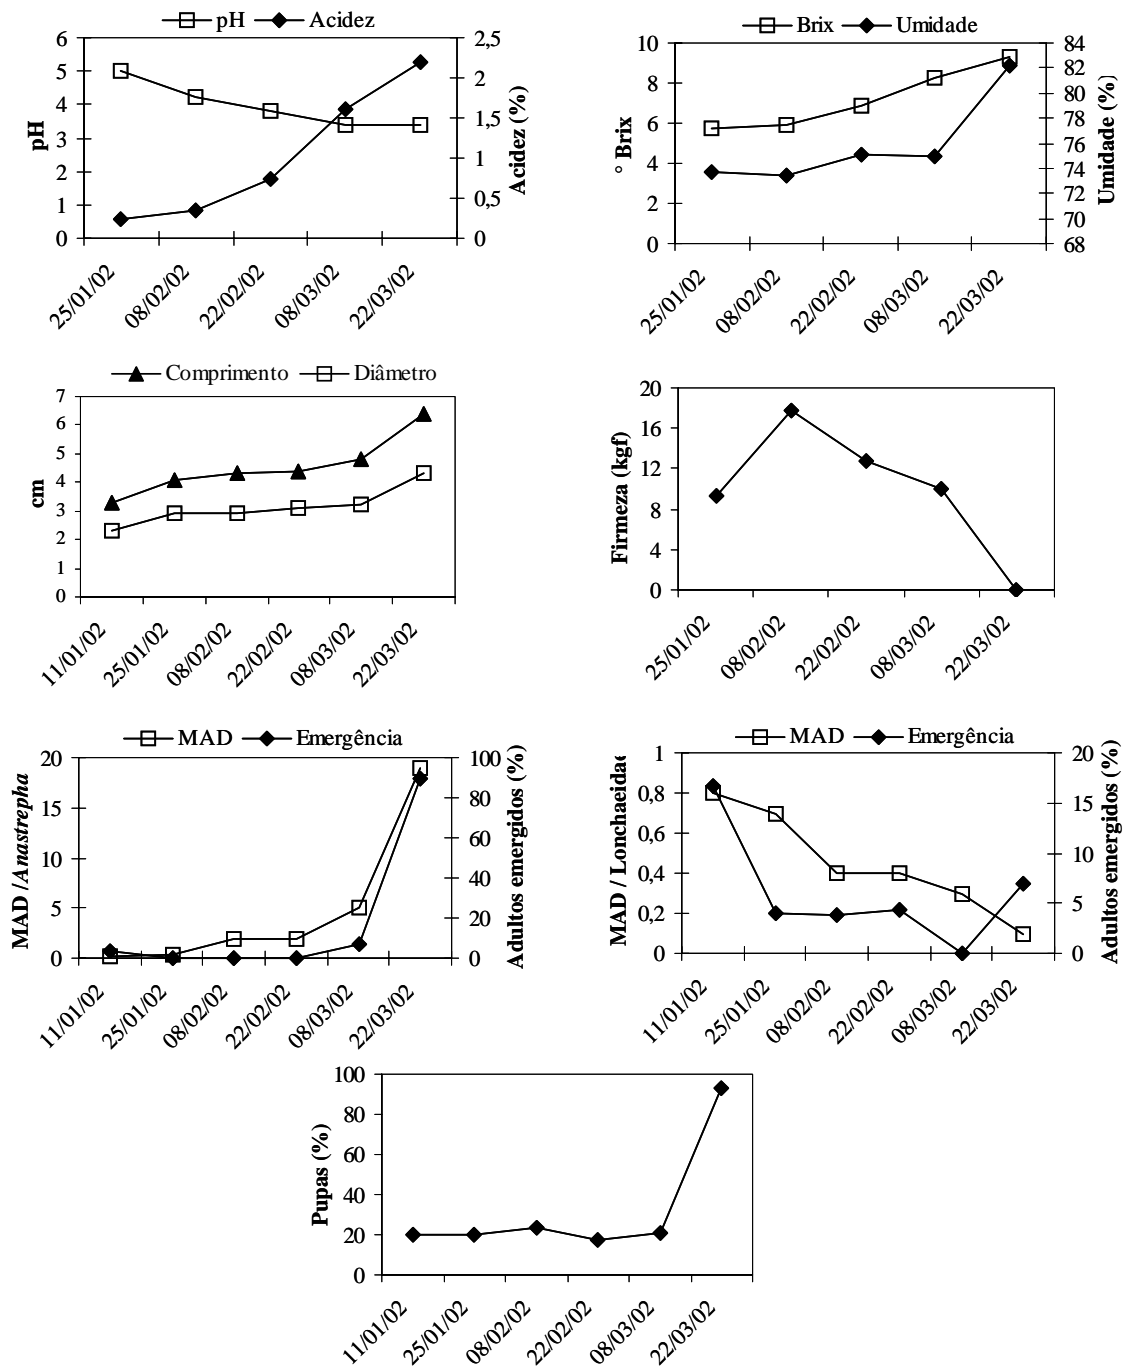 pH Acidez
6 2,5
5 2
4 1,5
3 1
2 0,5
1 0
0
pH
Acidez (%)
25/01/02 08/02/02 22/02/02 08/03/02 22/03/02
Brix Umidade
10 84
8 82
6 80
4 78
2 76
0 74
72
70
68
° Brix
Umidade (%)
25/01/02 08/02/02 22/02/02 08/03/02 22/03/02
Comprimento Diâmetro
7
6
5
4
3
2
1
0
cm
11/01/02 25/01/02 08/02/02 22/02/02 08/03/02 22/03/02
20
16
12
8
4
0
Firmeza (kgf)
25/01/02 08/02/02 22/02/02 08/03/02 22/03/02
MAD Emergência
20 100
15 80
10 60
5 40
0 20
0
MAD /Anastrepha
Adultos emergidos (%)
11/01/02 25/01/02 08/02/02 22/02/02 08/03/02 22/03/02
MAD Emergência
1 20
0,8 15
0,6 10
0,4 5
0,2 0
0
MAD / Lonchaeidae
Adultos emergidos (%)
11/01/02 25/01/02 08/02/02 22/02/02 08/03/02 22/03/02
100
80
60
40
20
0
Pupas (%)
11/01/02 25/01/02 08/02/02 22/02/02 08/03/02 22/03/02